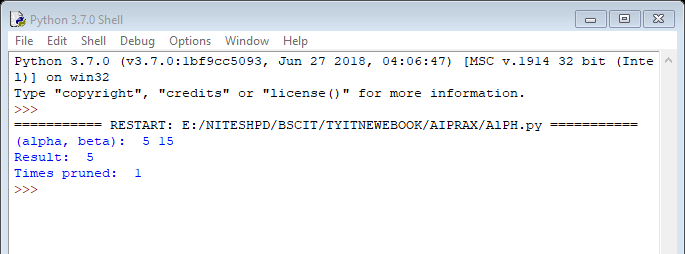 Python 3.7.0 Shell
File Edit Shell Debug Options Window Help
Python 3.7.0 (v3.7.0:1bf9cc5093, Jun 27 2018, 04:06:47) [MSC v.1914 32 bit (Inte
l)] on win32
Type "copyright", "credits" or "license()" for more information.
>>>
=========== RESTART: E:/NITESHPD/BSCIT/TYITNEWEBOOK/AIPRAX/AlPH.py ===========
(alpha, beta):  5 15
Result:  5
Times pruned:  1
>>>